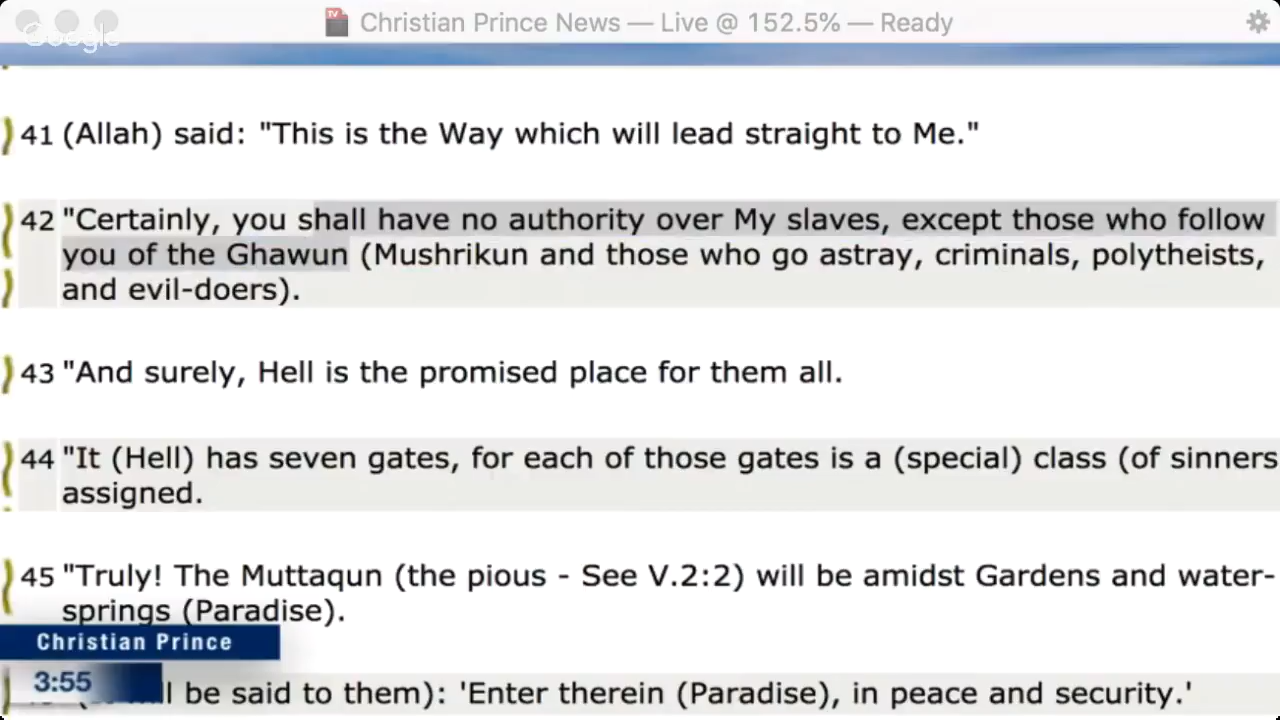 Christian Prince News — Live @ 152.5% — Ready
Google
41 (Allah) said: "This is the Way which will lead straight to Me."
42 "Certainly, you shall have no authority over My slaves, except those who follow
you of the Ghawun (Mushrikun and those who go astray, criminals, polytheists,
and evil-doers).
43 "And surely, Hell is the promised place for them all.
44 "It (Hell) has seven gates, for each of those gates is a (special) class (of sinners
assigned.
45 "Truly! The Muttaqun (the pious - See V.2:2) will be amidst Gardens and water-
springs (Paradise).
Christian Prince
3:55
be said to them): 'Enter therein (Paradise), in peace and security.'